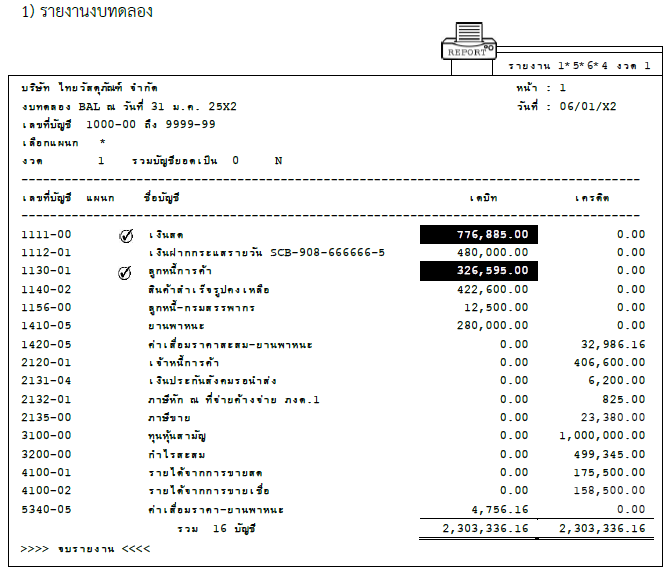 1) รายงานงบทดลอง
REPORT
รายงาน 1*5*6*4 งวด 1
บริษัท ไทยวัสดุภัณฑ์ จำกัด หน้า : 1
งบทดลอง BAL ณ วันที่ 31 ม.ค. 25X2 วันที่ : 06/01/X2
เลขที่บัญชี 1000-00 ถึง 9999-99
เลือกแผนก *
งวด 1 รวมบัญชียอดเป็น 0 N
เลขที่บัญชี แผนก ชื่อบัญชี เดบิท เครดิต
1111-00 เงินสด 776,885.00 0.00
1112-01 เงินฝากกระแสรายวัน SCB-908-666666-5 480,000.00 0.00
1130-01 ลูกหนี้การค้า 326,595.00 0.00
1140-02 สินค้าสำเร็จรูปคงเหลือ 422,600.00 0.00
1156-00 ลูกหนี้-กรมสรรพากร 12,500.00 0.00
1410-05 ยานพาหนะ 280,000.00 0.00
1420-05 ค่าเสื่อมราคาสะสม-ยานพาหนะ 0.00 32,986.16
2120-01 เจ้าหนี้การค้า 0.00 406,600.00
2131-04 เงินประกันสังคมรอนำส่ง 0.00 6,200.00
2132-01 ภาษีหัก ณ ที่จ่ายค้างจ่าย ภงด.1 0.00 825.00
2135-00 ภาษีขาย 0.00 23,380.00
3100-00 ทุนหุ้นสามัญ 0.00 1,000,000.00
3200-00 กำไรสะสม 0.00 499,345.00
4100-01 รายได้จากการขายสด 0.00 175,500.00
4100-02 รายได้จากการขายเชื่อ 0.00 158,500.00
5340-05 ค่าเสื่อมราคา-ยานพาหนะ 4,756.16 0.00
รวม 16 บัญชี 2,303,336.16 2,303,336.16
>>>> จบรายงาน <<<<